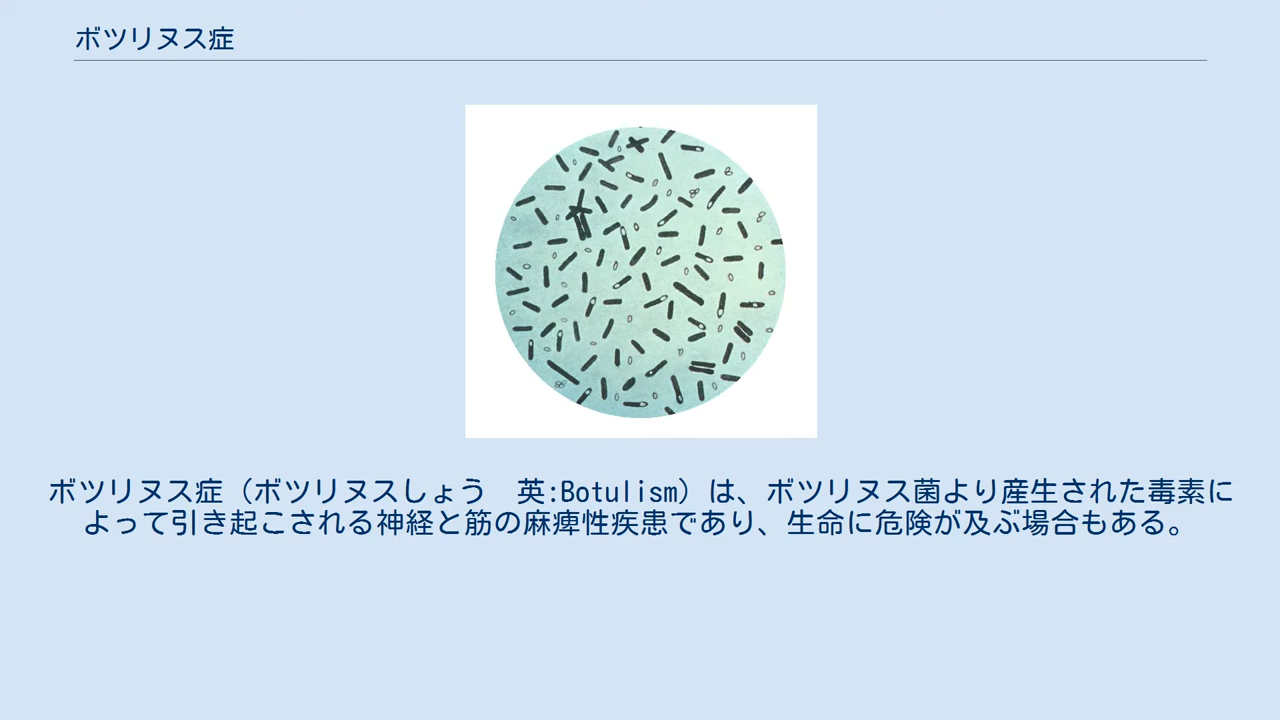 ボツリヌス症
ボツリヌス症（ボツリヌスしょう　英:Botulism）は、ボツリヌス菌より産生された毒素に
よって引き起こされる神経と筋の麻痺性疾患であり、生命に危険が及ぶ場合もある。